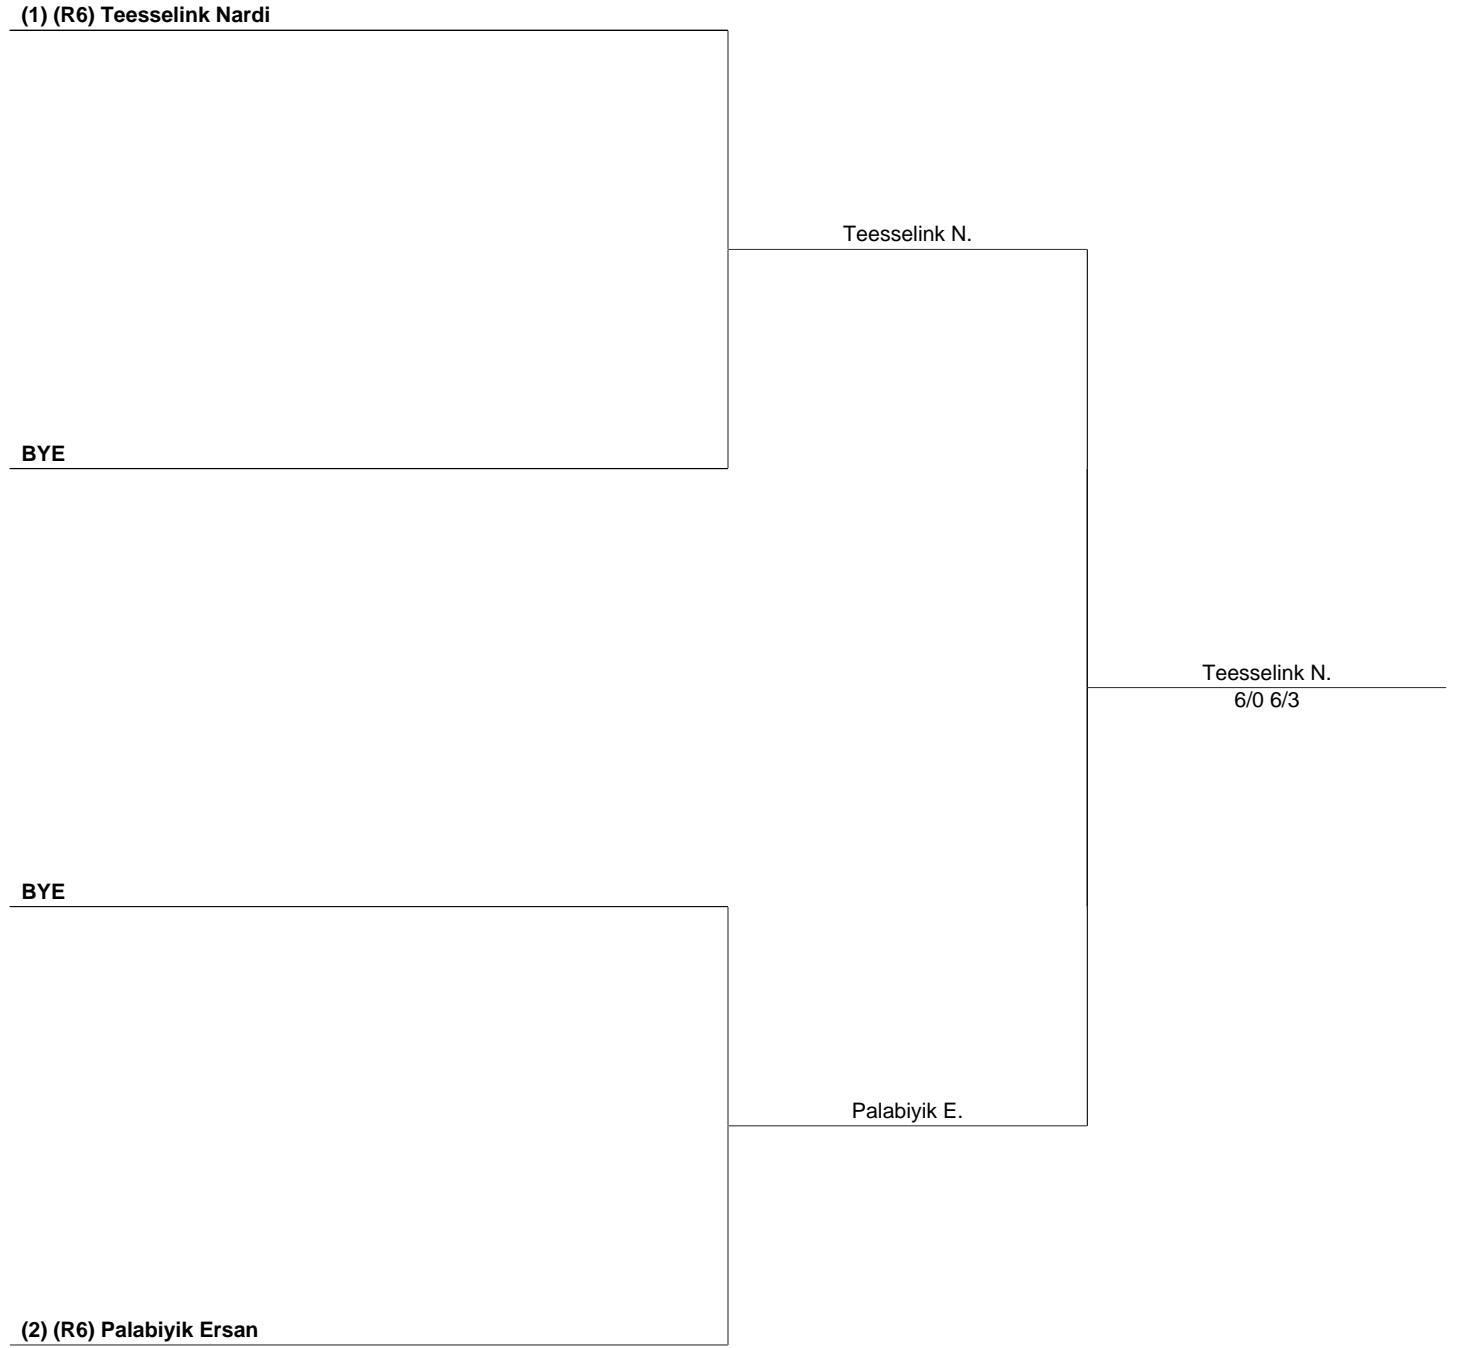 (1) (R6) Teesselink Nardi
Teesselink N.
BYE
Teesselink N.
6/0 6/3
BYE
Palabiyik E.
(2) (R6) Palabiyik Ersan